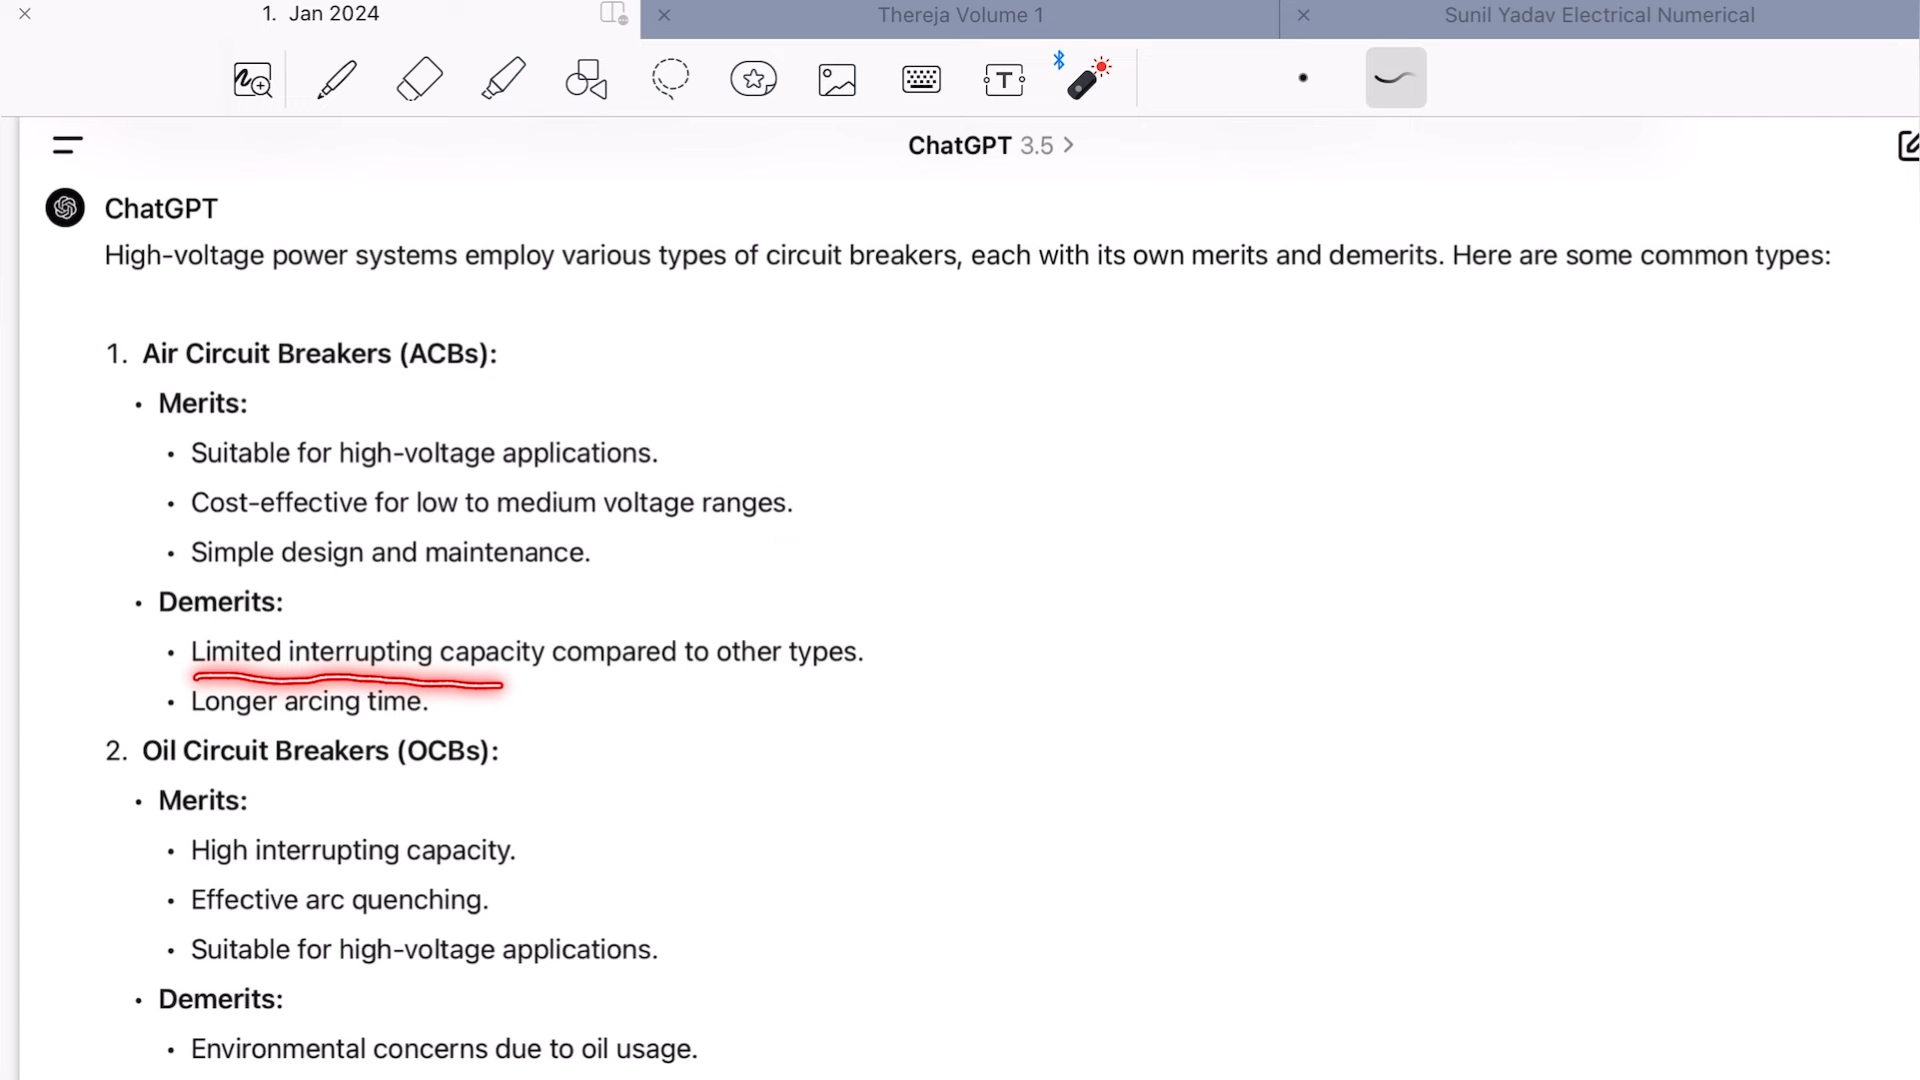 1. Jan 2024
Thereja Volume 1
Sunil Yadav Electrical Numerical
T
ChatGPT 3.5
ChatGPT
High-voltage power systems employ various types of circuit breakers, each with its own merits and demerits. Here are some common types:
1. Air Circuit Breakers (ACBs):
• Merits:
• Suitable for high-voltage applications.
• Cost-effective for low to medium voltage ranges.
• Simple design and maintenance.
• Demerits:
• Limited interrupting capacity compared to other types.
• Longer arcing time.
2. Oil Circuit Breakers (OCBs):
• Merits:
• High interrupting capacity.
• Effective arc quenching.
• Suitable for high-voltage applications.
• Demerits:
• Environmental concerns due to oil usage.